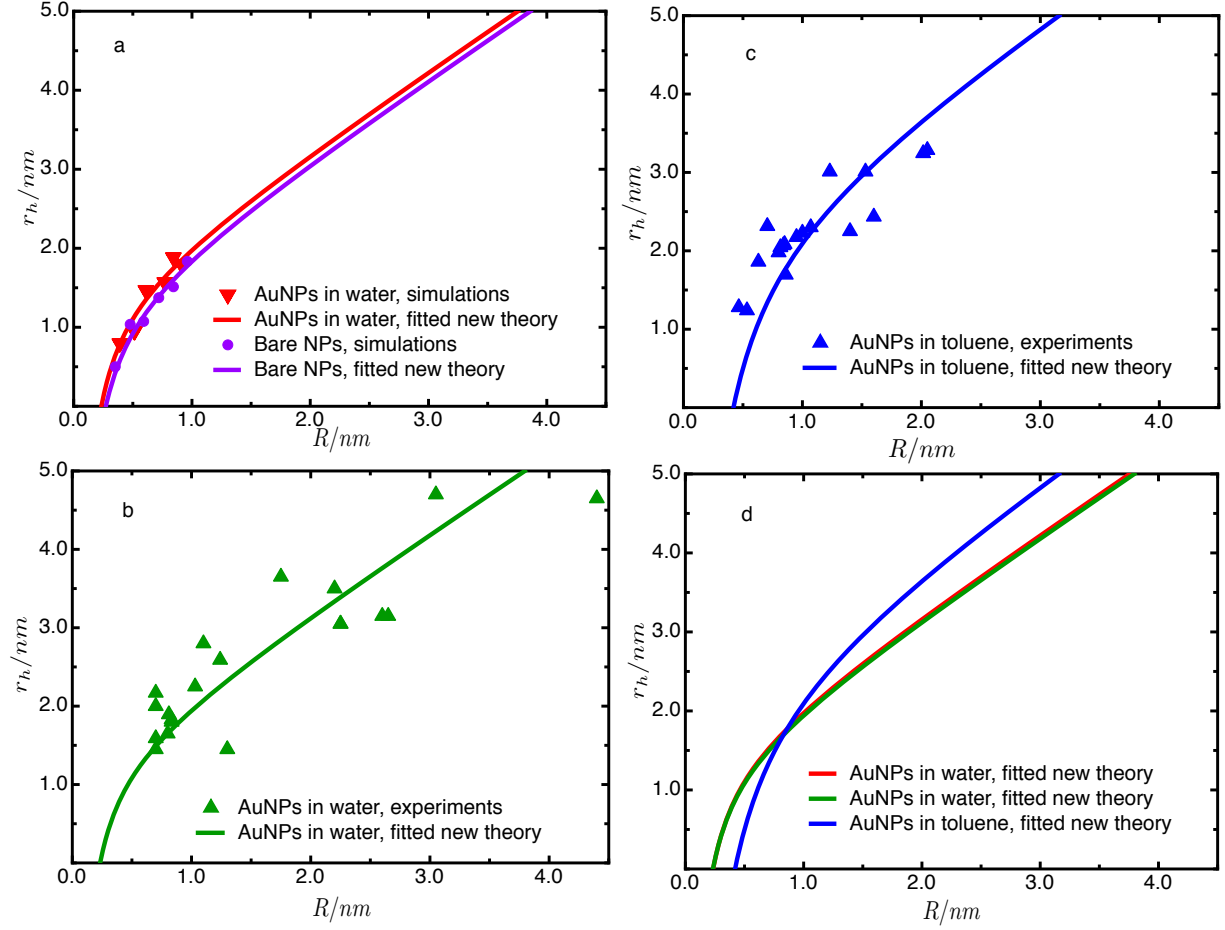 a
5.0
4.0
3.0
2.0
1.0
0.0
r_h/nm
AuNPs in water, simulations
AuNPs in water, fitted new theory
Bare NPs, simulations
Bare NPs, fitted new theory
0.0 1.0 2.0 3.0 4.0
R/nm
c
5.0
4.0
3.0
2.0
1.0
r_h/nm
AuNPs in toluene, experiments
AuNPs in toluene, fitted new theory
0.0 1.0 2.0 3.0 4.0
R/nm
b
5.0
4.0
3.0
2.0
1.0
0.0
r_h/nm
AuNPs in water, experiments
AuNPs in water, fitted new theory
0.0 1.0 2.0 3.0 4.0
R/nm
d
5.0
4.0
3.0
2.0
1.0
r_h/nm
AuNPs in water, fitted new theory
AuNPs in water, fitted new theory
AuNPs in toluene, fitted new theory
0.0 1.0 2.0 3.0 4.0
R/nm